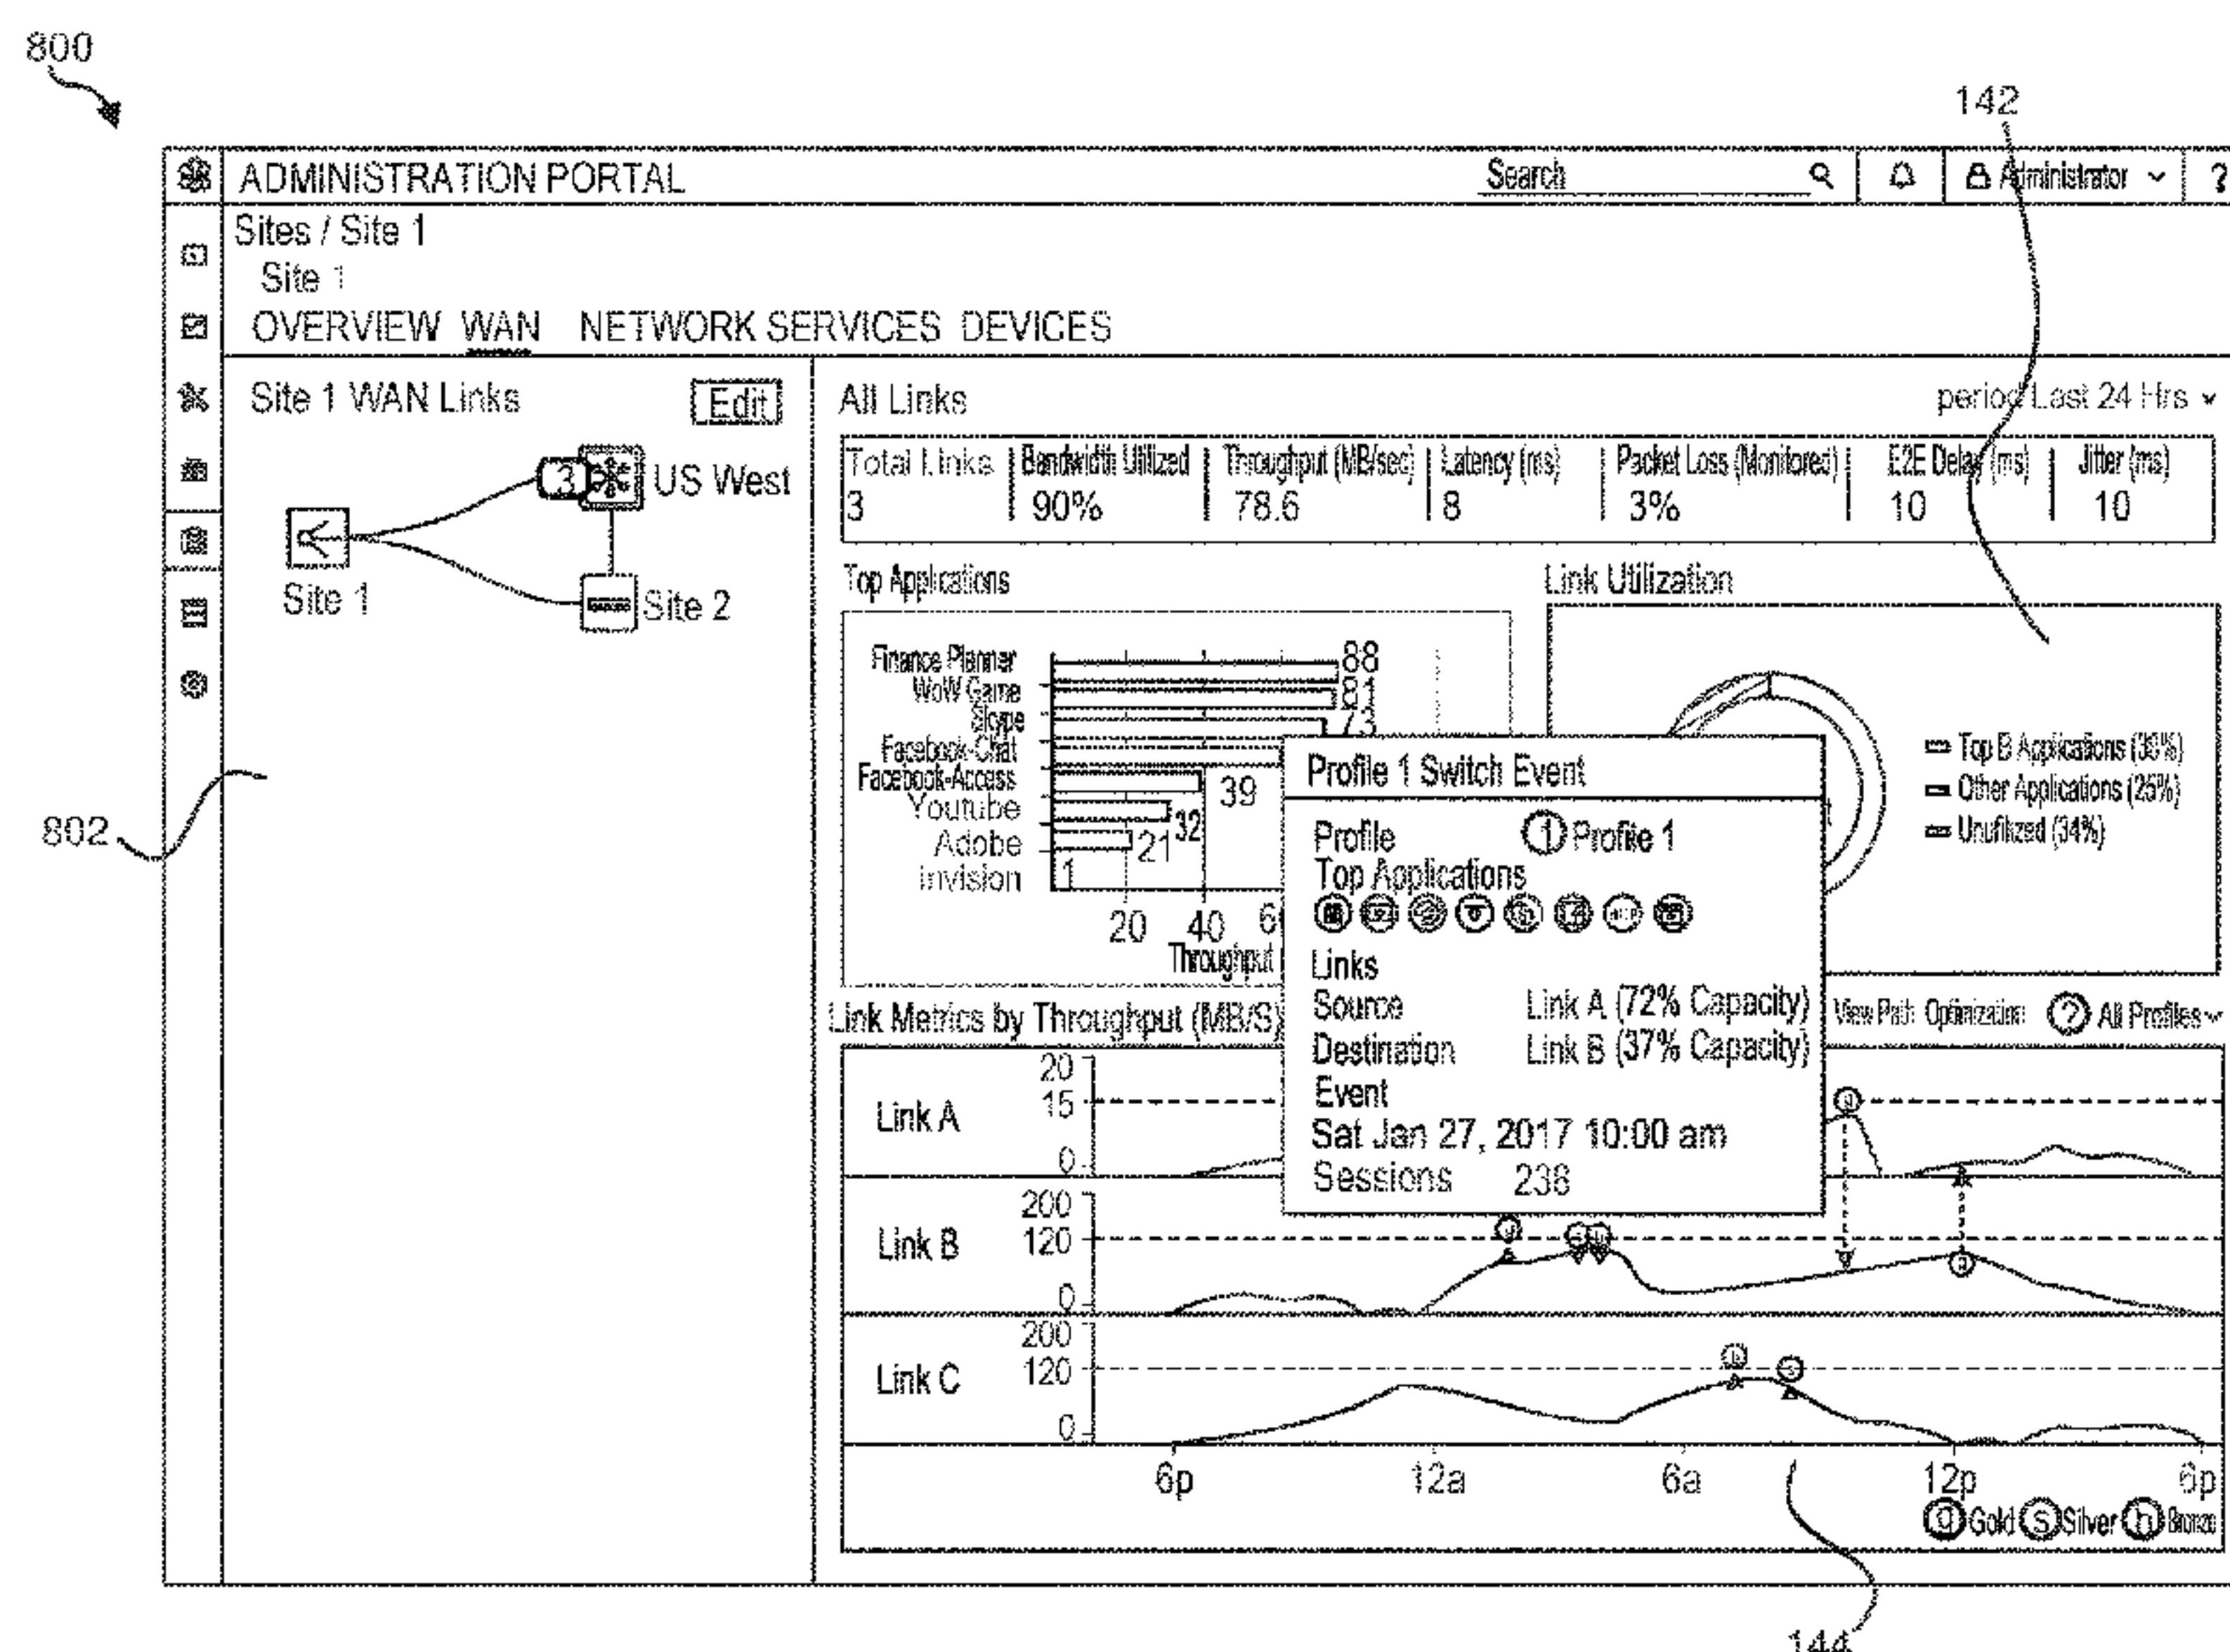 800
142
ADMINISTRATION PORTAL Search Administrator ?
Sites / Site 1
Site 1
OVERVIEW WAN NETWORK SERVICES DEVICES
Site 1 WAN Links Edit
3 US West
Site 1
Site 2
802
All Links period Last 24 Hrs
Total Links Bandwidth Utilized Throughput (MB/sec) Latency (ms) Packet Loss (Monitored) E2E Delay (ms) Jitter (ms)
3 90% 78.6 8 3% 10 10
Top Applications Link Utilization
Finance Planner 88
WoW Game 81
Skype 73
Facebook-Chat
Facebook-Access 39
Youtube 32
Adobe 21
Invision 1
20 40 6
Throughput
Top B Applications
Other Applications (25%)
Unutilized (34%)
Profile 1 Switch Event
Profile 1 Profile 1
Top Applications
Links
Source Link A (72% Capacity)
Destination Link B (37% Capacity)
Event
Sat Jan 27, 2017 10:00 am
Sessions 238
Link Metrics by Throughput (MB/S) View Path Optimization: ? All Profiles
Link A 20 15 0
Link B 200 120 0
Link C 200 120 0
6p 12a 6a 12p 6p
g Gold s Silver Bronze
144